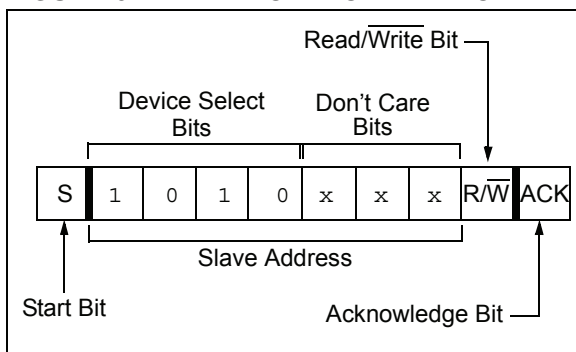 Read/Write Bit
Device Select
Bits
Don't Care
Bits
S 1 0 1 0 x x x R/W ACK
Slave Address
Start Bit
Acknowledge Bit